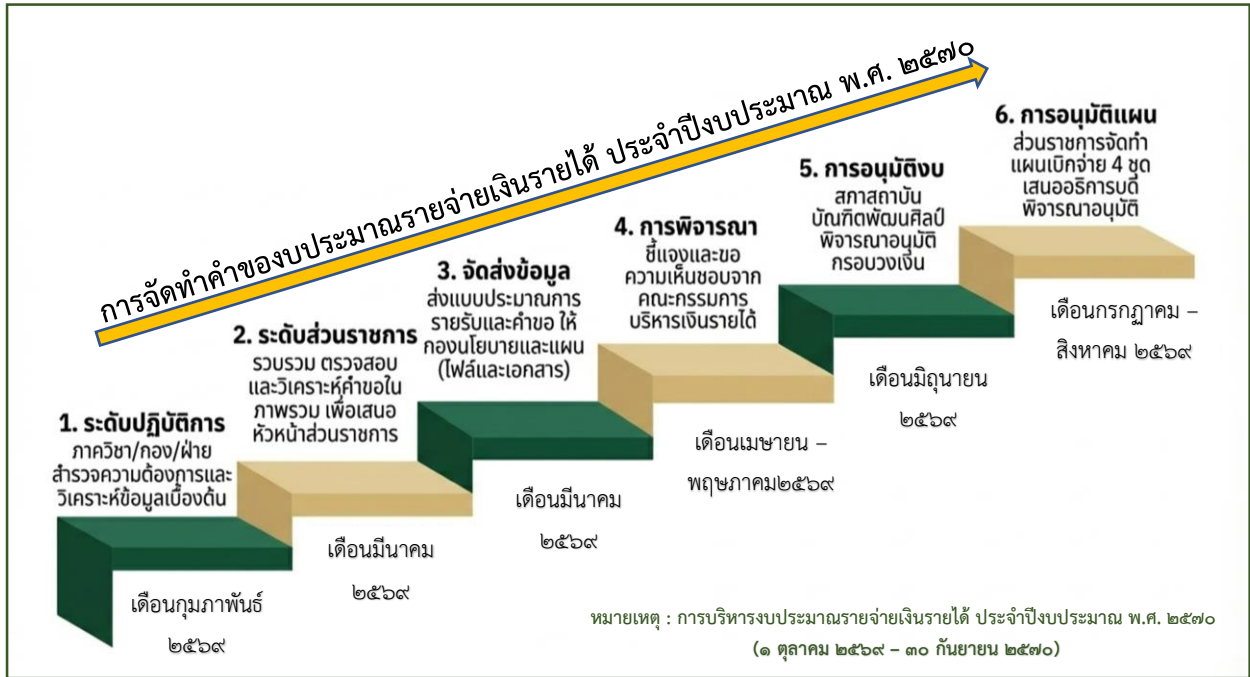 การจัดทำคำของบประมาณรายจ่ายเงินรายได้ ประจำปีงบประมาณ พ.ศ. ๒๕๗๐
1. ระดับปฏิบัติการ
ภาควิชา/กอง/ฝ่าย
สำรวจความต้องการและ
วิเคราะห์ข้อมูลเบื้องต้น
เดือนกุมภาพันธ์
๒๕๖๙
2. ระดับส่วนราชการ
รวบรวม ตรวจสอบ
และวิเคราะห์คำขอใน
ภาพรวม เพื่อเสนอ
หัวหน้าส่วนราชการ
เดือนมีนาคม
๒๕๖๙
3. จัดส่งข้อมูล
ส่งแบบประมาณการ
รายรับและคำขอ ให้
กองนโยบายและแผน
(ไฟล์และเอกสาร)
เดือนมีนาคม
๒๕๖๙
4. การพิจารณา
ชี้แจงและขอ
ความเห็นชอบจาก
คณะกรรมการ
บริหารเงินรายได้
เดือนเมษายน –
พฤษภาคม๒๕๖๙
5. การอนุมัติงบ
สภาสถาบัน
บัณฑิตพัฒนศิลป์
พิจารณาอนุมัติ
กรอบวงเงิน
เดือนมิถุนายน
๒๕๖๙
6. การอนุมัติแผน
ส่วนราชการจัดทำ
แผนเบิกจ่าย 4 ชุด
เสนออธิการบดี
พิจารณาอนุมัติ
เดือนกรกฎาคม –
สิงหาคม ๒๕๖๙
หมายเหตุ : การบริหารงบประมาณรายจ่ายเงินรายได้ ประจำปีงบประมาณ พ.ศ. ๒๕๗๐
(๑ ตุลาคม ๒๕๖๙ – ๓๐ กันยายน ๒๕๗๐)